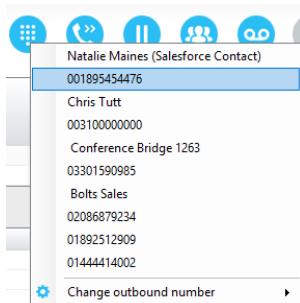 Natalie Maines (Salesforce Contact)
001895454476
Chris Tutt
003100000000
Conference Bridge 1263
03301590985
Bolts Sales
02086879234
01892512909
01444414002
Change outbound number